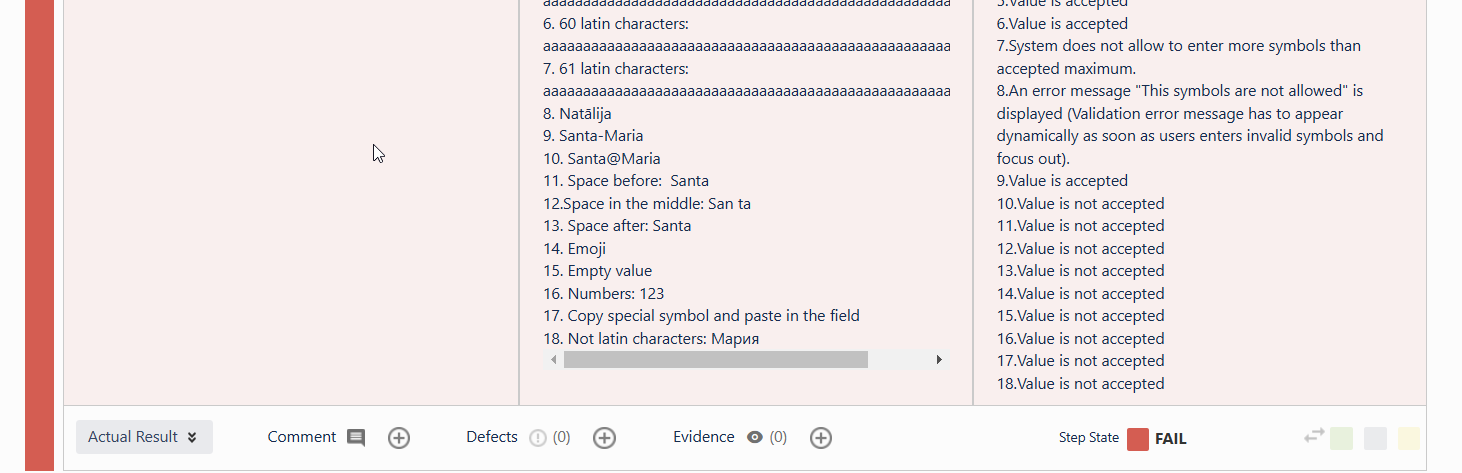 aaaaaaaaaaaaaaaaaaaaaaaaaaaaaaaaaaaaaaaaaaaaaaaaaaa
6. 60 latin characters:
aaaaaaaaaaaaaaaaaaaaaaaaaaaaaaaaaaaaaaaaaaaaaaaaaaa
7. 61 latin characters:
aaaaaaaaaaaaaaaaaaaaaaaaaaaaaaaaaaaaaaaaaaaaaaaaaaa
8. Natālija
9. Santa-Maria
10. Santa@Maria
11. Space before:  Santa
12.Space in the middle: San ta
13. Space after: Santa
14. Emoji
15. Empty value
16. Numbers: 123
17. Copy special symbol and paste in the field
18. Not latin characters: Мария
5.Value is accepted
6.Value is accepted
7.System does not allow to enter more symbols than
accepted maximum.
8.An error message "This symbols are not allowed" is
displayed (Validation error message has to appear
dynamically as soon as users enters invalid symbols and
focus out).
9.Value is accepted
10.Value is not accepted
11.Value is not accepted
12.Value is not accepted
13.Value is not accepted
14.Value is not accepted
15.Value is not accepted
16.Value is not accepted
17.Value is not accepted
18.Value is not accepted
Actual Result
Comment
Defects (0)
Evidence (0)
Step State FAIL